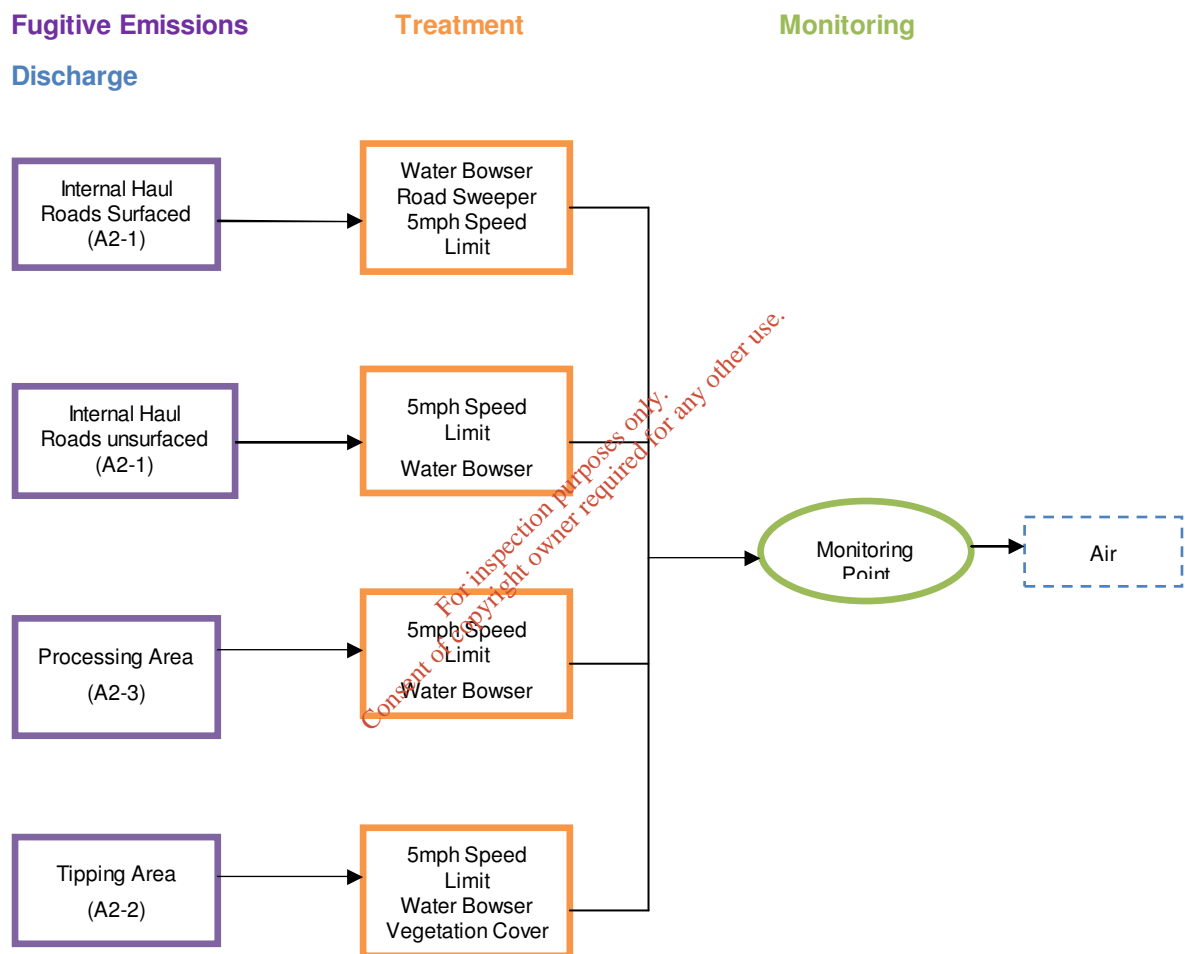 Fugitive Emissions
Treatment
Monitoring
Discharge
Internal Haul
Roads Surfaced
(A2-1)
Water Bowser
Road Sweeper
5mph Speed
Limit
Internal Haul
Roads unsurfaced
(A2-1)
5mph Speed
Limit
Water Bowser
Processing Area
(A2-3)
5mph Speed
Limit
Water Bowser
Tipping Area
(A2-2)
5mph Speed
Limit
Water Bowser
Vegetation Cover
Monitoring
Point
Air
For inspection purposes only.
Consent of copyright owner required for any other use.